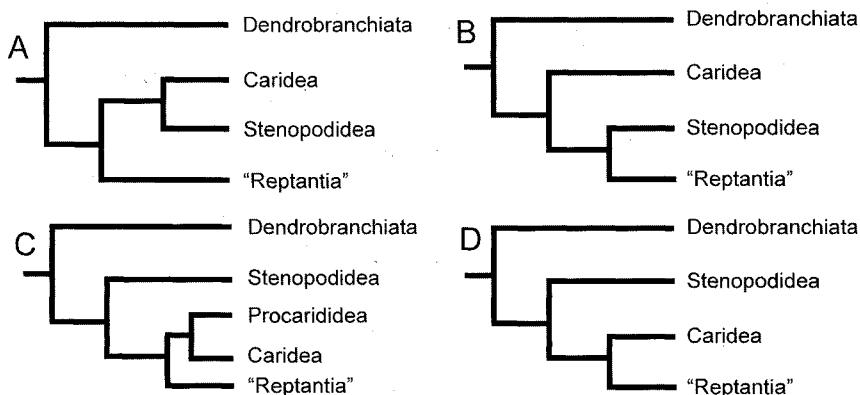 A
Dendrobranchiata
Caridea
Stenopodidea
“Reptantia”
B
Dendrobranchiata
Caridea
Stenopodidea
“Reptantia”
C
Dendrobranchiata
Stenopodidea
Procarididea
Caridea
“Reptantia”
D
Dendrobranchiata
Stenopodidea
Caridea
“Reptantia”